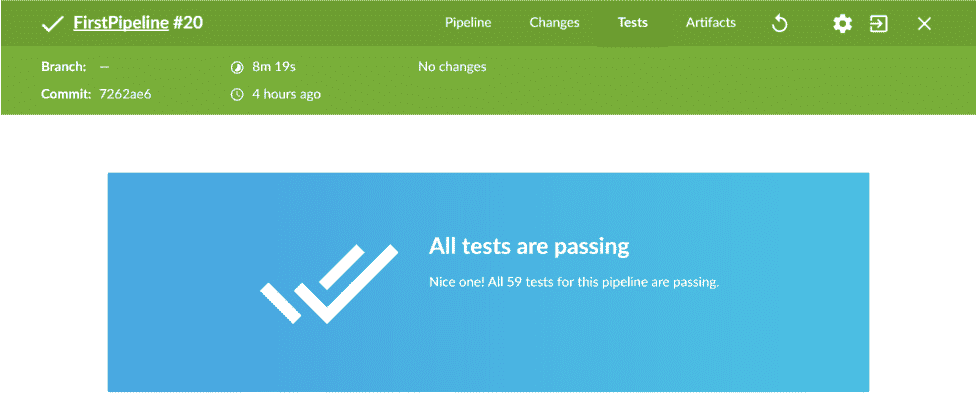 FirstPipeline #20 Pipeline Changes Tests Artifacts
Branch: — 8m 19s No changes
Commit: 7262ae6 4 hours ago
All tests are passing
Nice one! All 59 tests for this pipeline are passing.